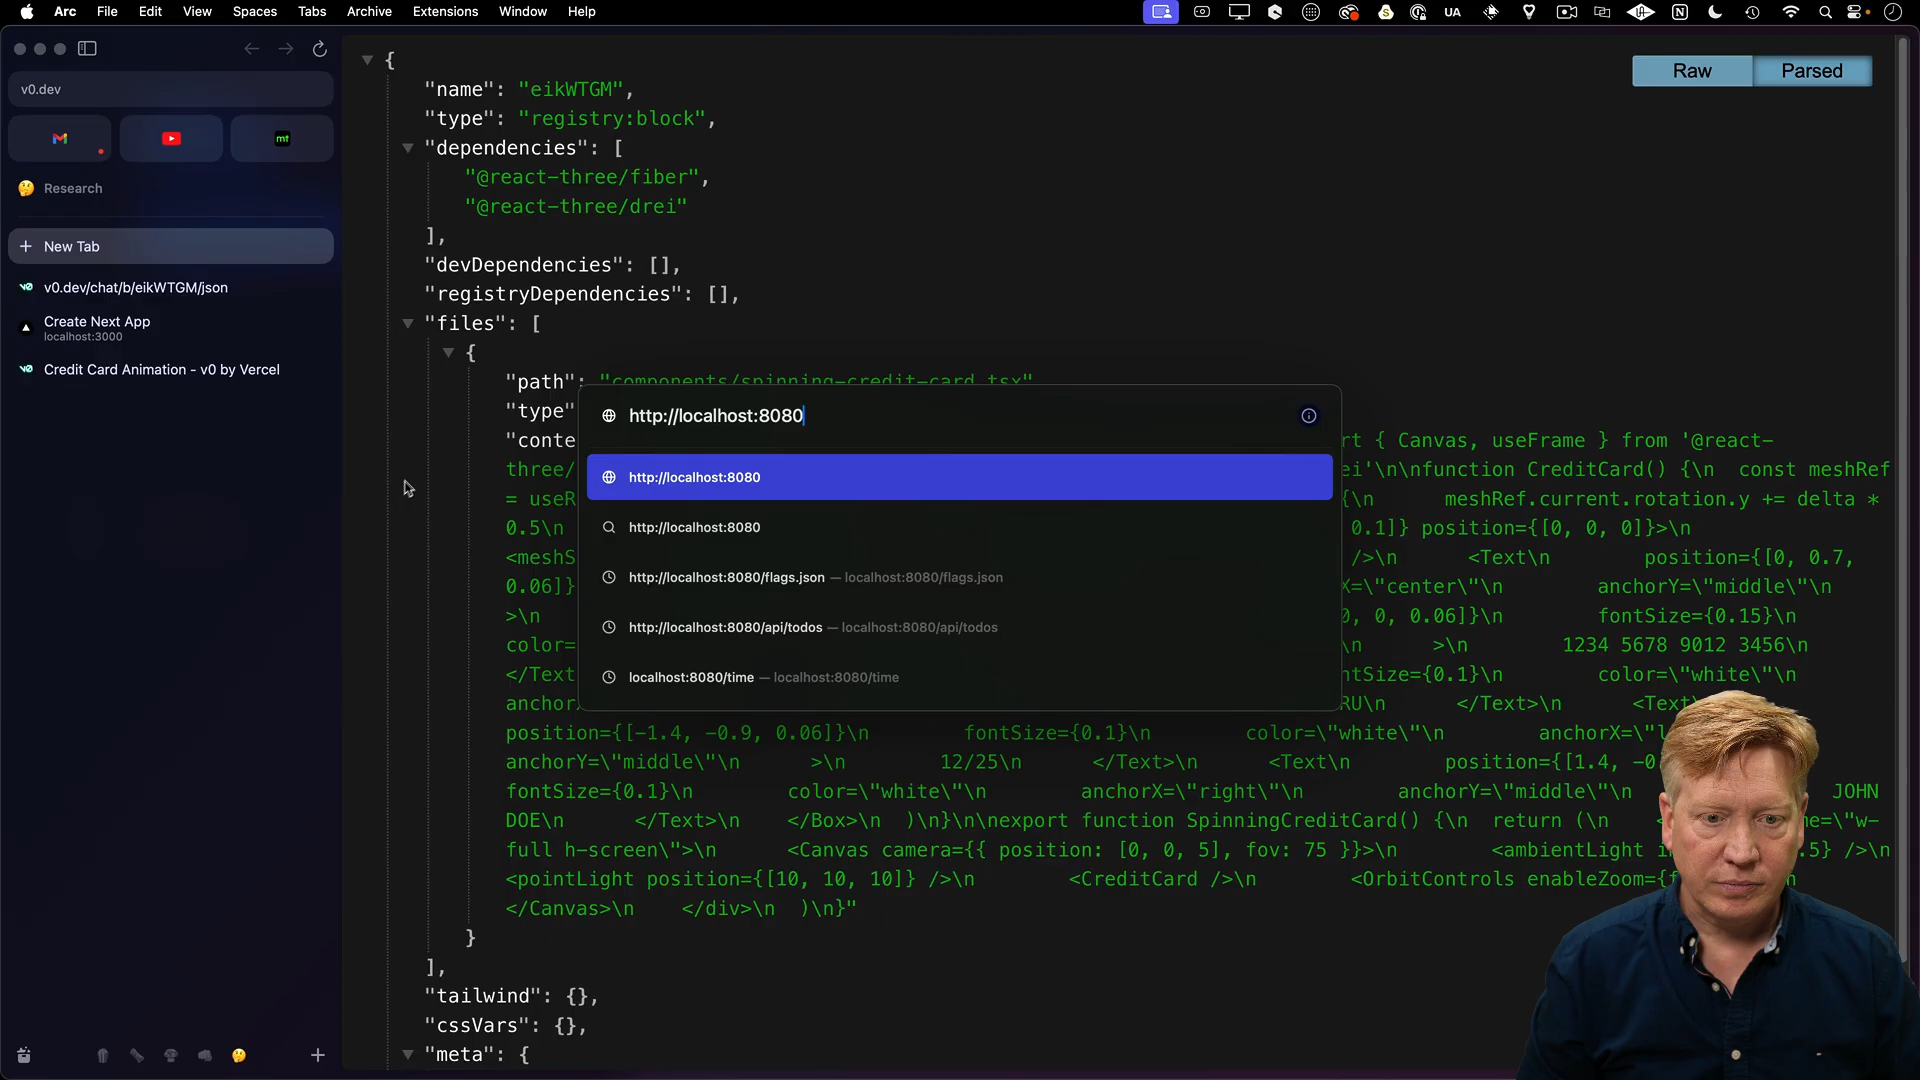 Arc File Edit View Spaces Tabs Archive Extensions Window Help
UA
v0.dev
Research
New Tab
v0.dev/chat/b/eikWTGM/json
Create Next App
localhost:3000
Credit Card Animation - v0 by Vercel
Raw Parsed
{
"name": "eikWTGM",
"type": "registry:block",
"dependencies": [
"@react-three/fiber",
"@react-three/drei"
],
"devDependencies": [],
"registryDependencies": [],
"files": [
{
"path": "components/spinning-credit-card.tsx"
"type"
http://localhost:8080
http://localhost:8080
http://localhost:8080
http://localhost:8080/flags.json — localhost:8080/flags.json
http://localhost:8080/api/todos — localhost:8080/api/todos
localhost:8080/time — localhost:8080/time
"conte rt { Canvas, useFrame } from '@react-
three/ ei'\n\nfunction CreditCard() {\n const meshRef
= useR {\n meshRef.current.rotation.y += delta *
0.5\n 0.1]} position={[0, 0, 0]}>\n
<meshS />\n <Text\n position={[0, 0.7,
0.06]} X=\"center\"\n anchorY=\"middle\"\n
>\n 0, 0, 0.06]}\n fontSize={0.15}\n
color= \n >\n 1234 5678 9012 3456\n
</Text ntSize={0.1}\n color=\"white\"\n
anchor RU\n </Text>\n <Text\n
position={[-1.4, -0.9, 0.06]}\n fontSize={0.1}\n color=\"white\"\n anchorX=\"l
anchorY=\"middle\"\n >\n 12/25\n </Text>\n <Text\n position={[1.4, -0.
fontSize={0.1}\n color=\"white\"\n anchorX=\"right\"\n anchorY=\"middle\"\n JOHN
DOE\n </Text>\n </Box>\n )\n}\n\nexport function SpinningCreditCard() {\n return (\n me=\"w-
full h-screen\">\n <Canvas camera={{ position: [0, 0, 5], fov: 75 }}>\n <ambientLight in .5} />\n
<pointLight position={[10, 10, 10]} />\n <CreditCard />\n <OrbitControls enableZoom={f \n
</Canvas>\n </div>\n )\n}"
}
],
"tailwind": {},
"cssVars": {},
"meta": {